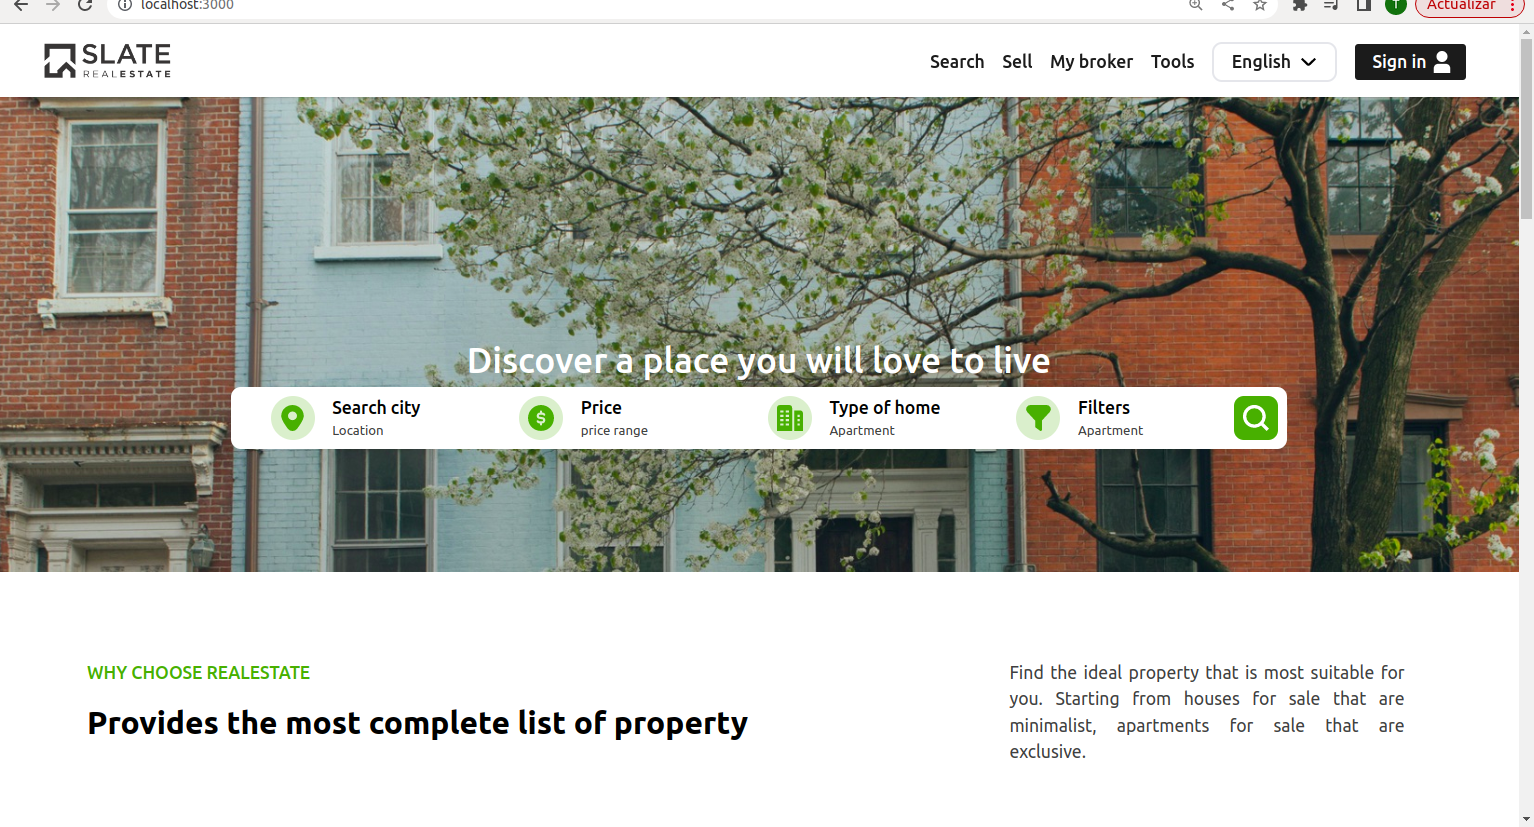 localhost:3000
Actualizar
T
SLATE
REALESTATE
Search Sell My broker Tools English Sign in
Discover a place you will love to live
Search city Price Type of home Filters
Location price range Apartment Apartment
WHY CHOOSE REALESTATE
Provides the most complete list of property
Find the ideal property that is most suitable for
you. Starting from houses for sale that are
minimalist, apartments for sale that are
exclusive.